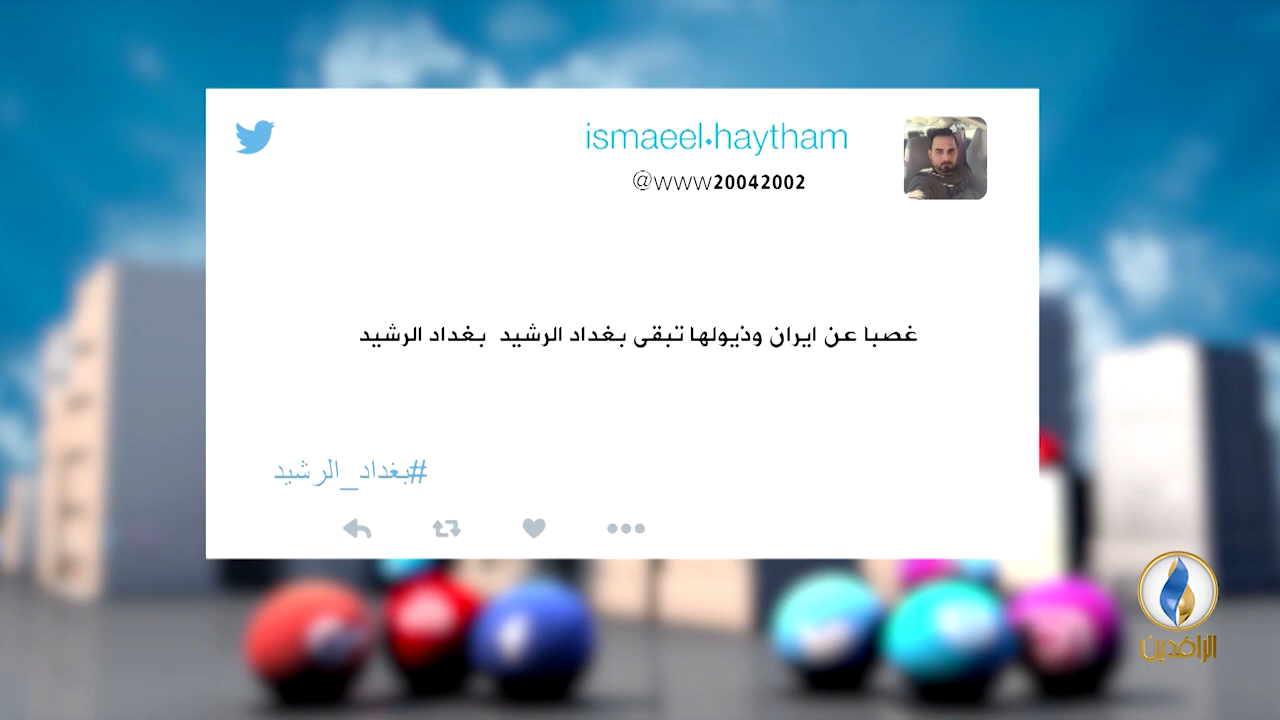 ismaeel.haytham
@www20042002
غصبا عن ايران وذيولها تبقى بغداد الرشيد بغداد الرشيد
#بغداد_الرشيد
الرافدين